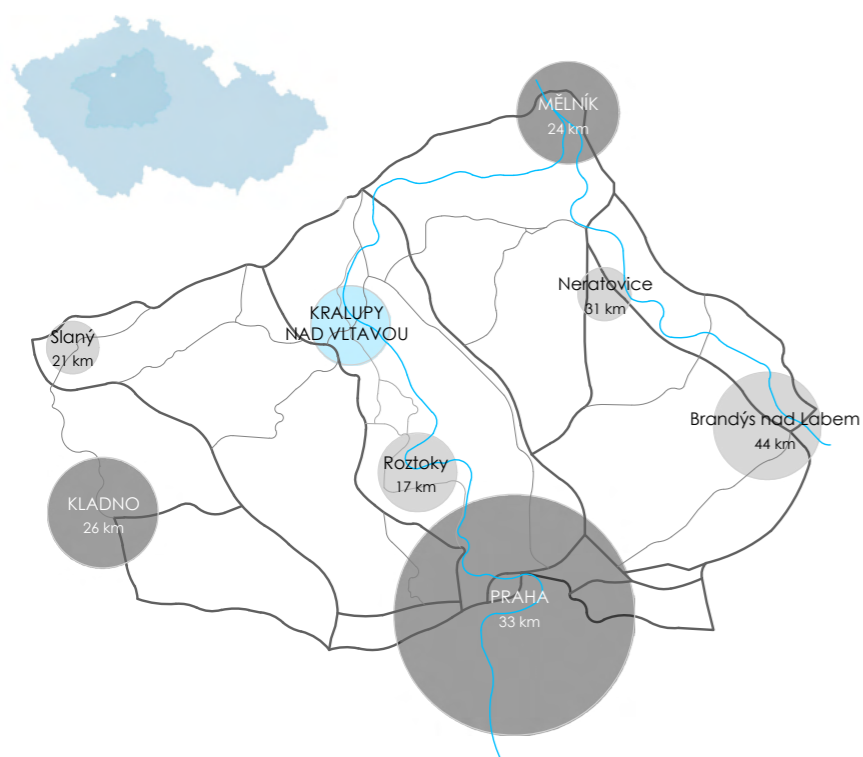 MĚLNÍK
24 km
Neratovice
31 km
KRALUPY
NAD VLTAVOU
Slaný
21 km
Brandýs nad Labem
44 km
Roztoky
17 km
KLADNO
26 km
PRAHA
33 km